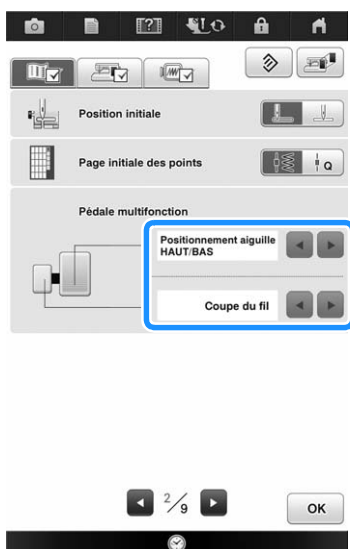 Position initiale
Page initiale des points
Q
Pédale multifonction
Positionnement aiguille
HAUT/BAS
Coupe du fil
2/9
OK